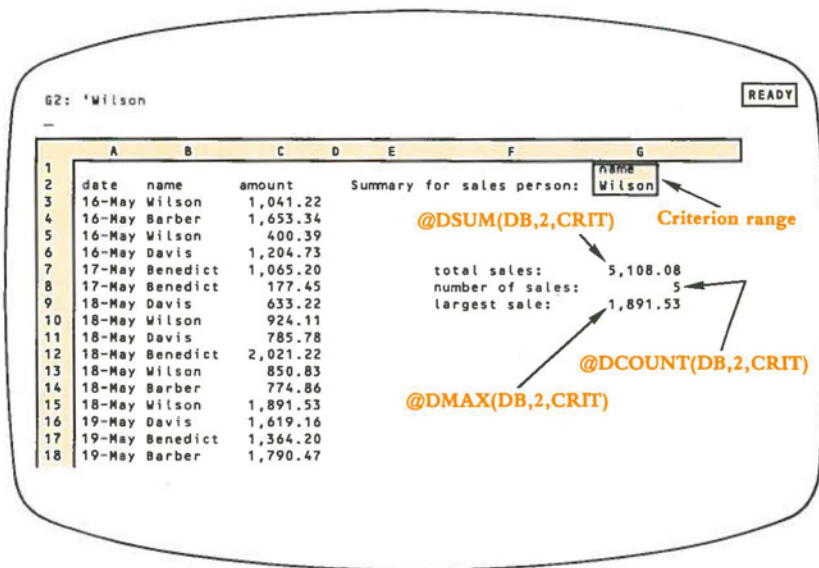 G2: 'Wilson
READY
A B C D E F G
1 name
2 date name amount Summary for sales person: Wilson
3 16-May Wilson 1,041.22
@DSUM(DB,2,CRIT) Criterion range
4 16-May Barber 1,653.34
5 16-May Wilson 400.39
6 16-May Davis 1,204.73
7 17-May Benedict 1,065.20 total sales: 5,108.08
8 17-May Benedict 177.45 number of sales: 5
9 18-May Davis 633.22 largest sale: 1,891.53
10 18-May Wilson 924.11
11 18-May Davis 785.78
12 18-May Benedict 2,021.22
@DCOUNT(DB,2,CRIT)
13 18-May Wilson 850.83
14 18-May Barber 774.86
@DMAX(DB,2,CRIT)
15 18-May Wilson 1,891.53
16 19-May Davis 1,619.16
17 19-May Benedict 1,364.20
18 19-May Barber 1,790.47